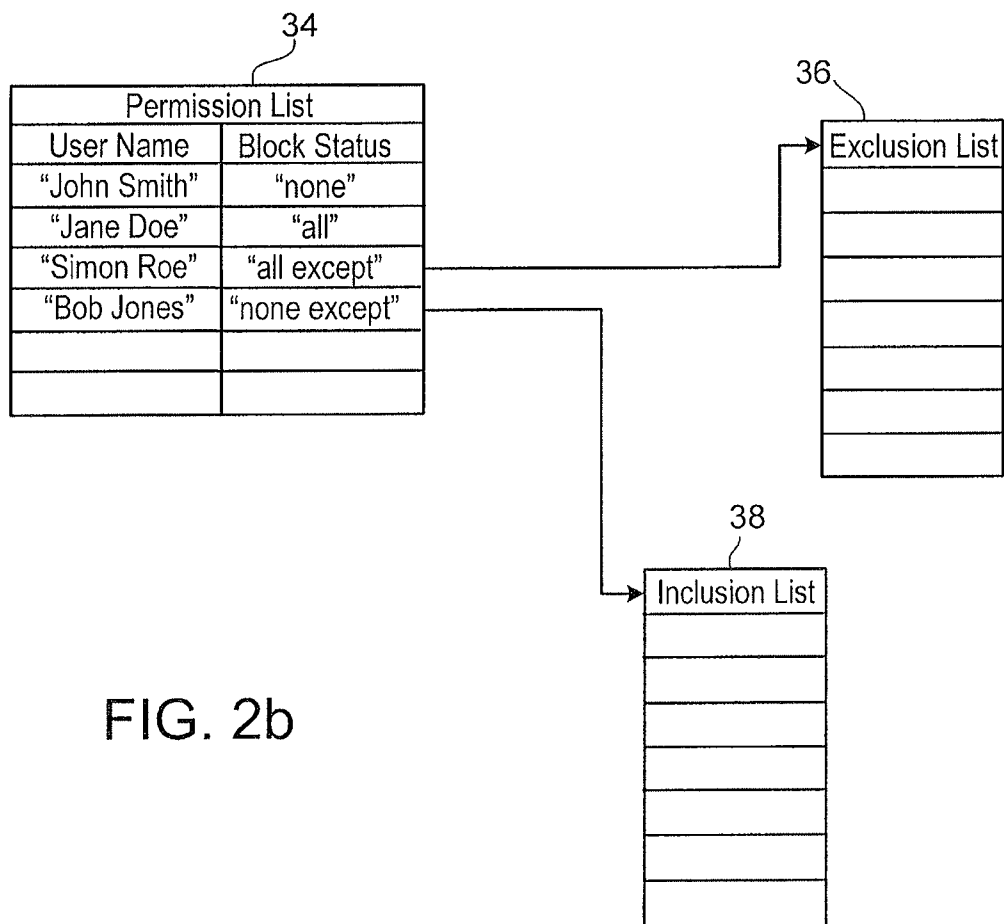 34
Permission List
User Name Block Status
“John Smith” “none”
“Jane Doe” “all”
“Simon Roe” “all except”
“Bob Jones” “none except”
36
Exclusion List
38
Inclusion List
FIG. 2b